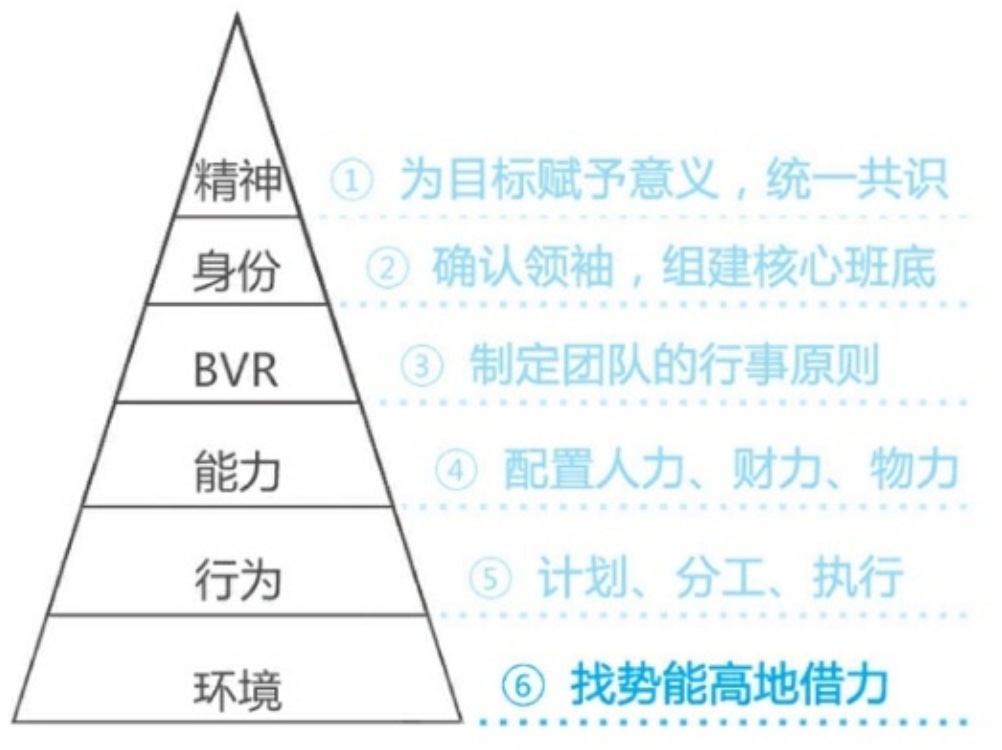 精神 ① 为目标赋予意义，统一共识
身份 ② 确认领袖，组建核心班底
BVR ③ 制定团队的行事原则
能力 ④ 配置人力、财力、物力
行为 ⑤ 计划、分工、执行
环境 ⑥ 找势能高地借力